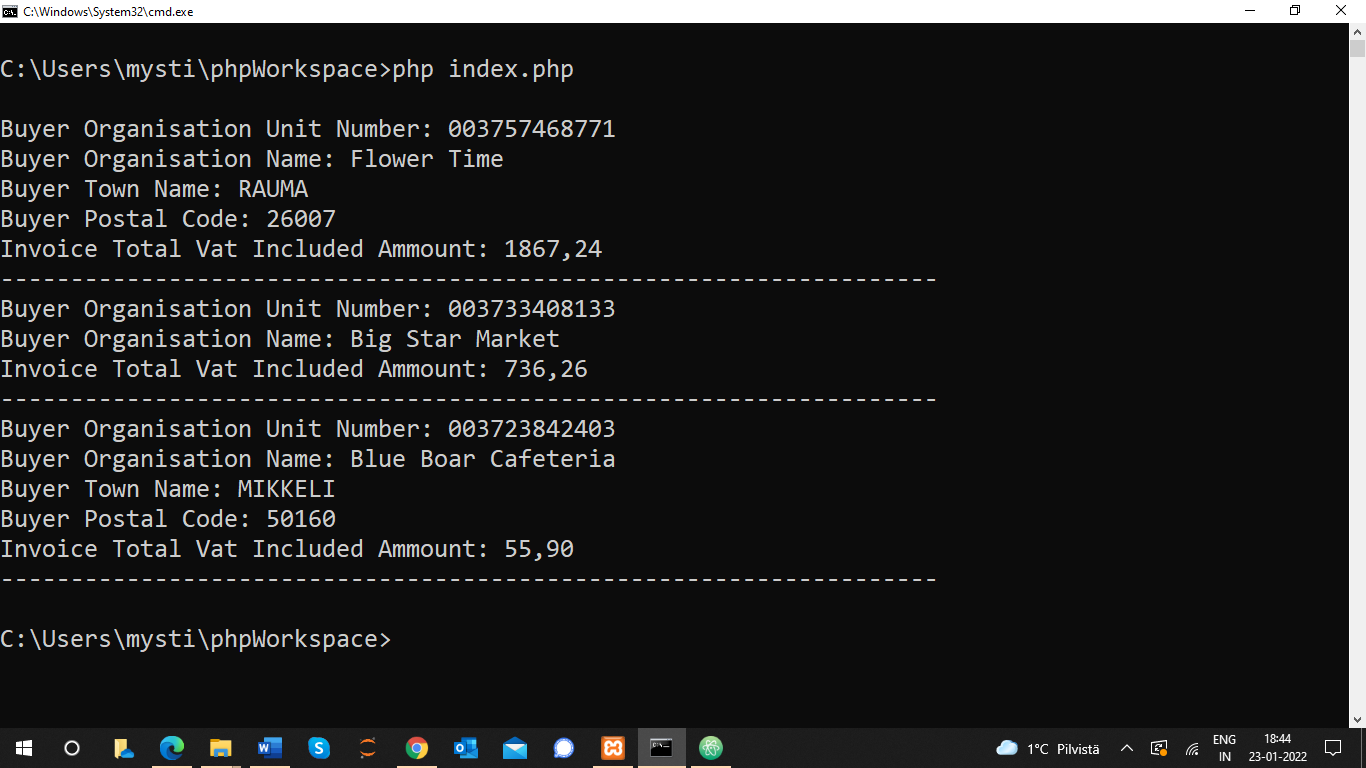 C:\Windows\System32\cmd.exe
C:\Users\mysti\phpWorkspace>php index.php
Buyer Organisation Unit Number: 003757468771
Buyer Organisation Name: Flower Time
Buyer Town Name: RAUMA
Buyer Postal Code: 26007
Invoice Total Vat Included Ammount: 1867,24
-------------------------------------------------------------------
Buyer Organisation Unit Number: 003733408133
Buyer Organisation Name: Big Star Market
Invoice Total Vat Included Ammount: 736,26
-------------------------------------------------------------------
Buyer Organisation Unit Number: 003723842403
Buyer Organisation Name: Blue Boar Cafeteria
Buyer Town Name: MIKKELI
Buyer Postal Code: 50160
Invoice Total Vat Included Ammount: 55,90
-------------------------------------------------------------------
C:\Users\mysti\phpWorkspace>
1°C Pilvistä
ENG
IN
18:44
23-01-2022